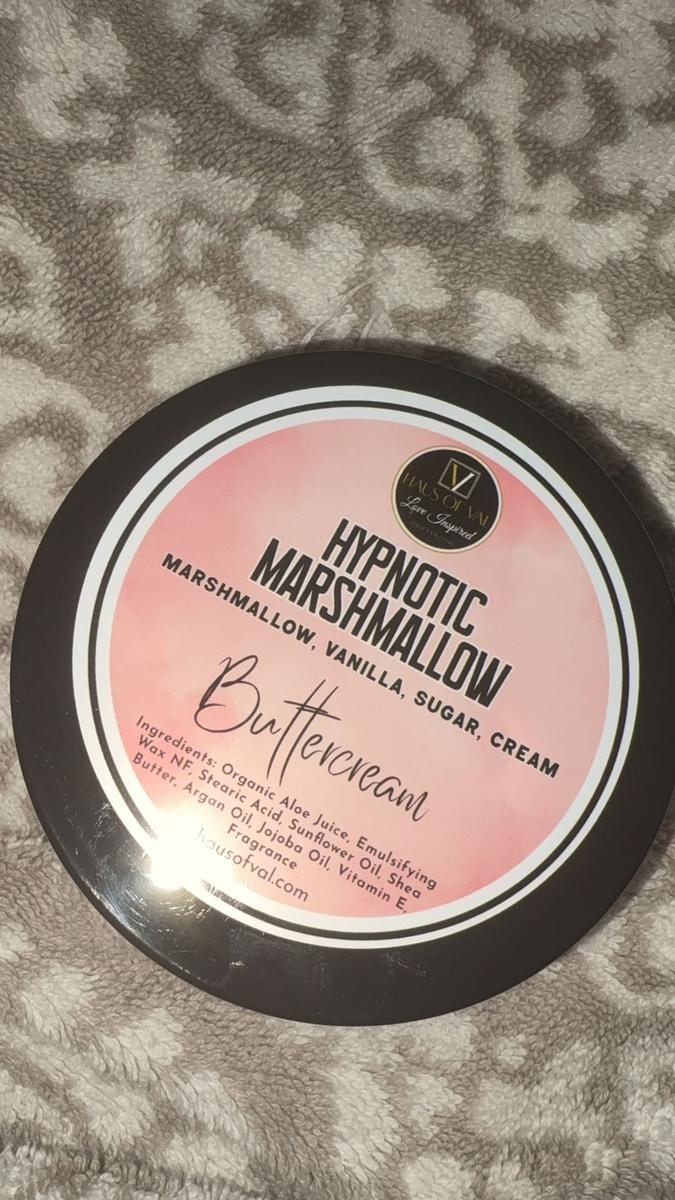 V
HAUS OF VAL
Love Inspired
HYPNOTIC
MARSHMALLOW
MARSHMALLOW, VANILLA, SUGAR, CREAM
Buttercream
Ingredients: Organic Aloe Juice, Emulsifying
Wax NF, Stearic Acid, Sunflower Oil, Shea
Butter, Argan Oil, Jojoba Oil, Vitamin E,
Fragrance
hausofval.com